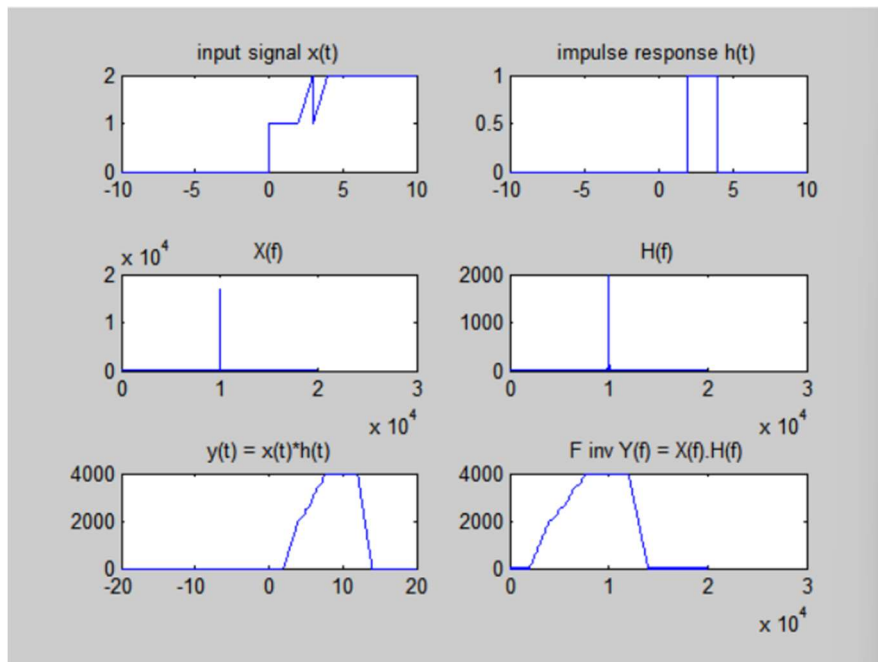 input signal x(t)
2
1
0
-10 -5 0 5 10
impulse response h(t)
1
0.5
0
-10 -5 0 5 10
x 10^4
X(f)
2
1
0
0 1 2 3
x 10^4
H(f)
2000
1000
0
0 1 2 3
x 10^4
y(t) = x(t)*h(t)
4000
2000
0
-20 -10 0 10 20
F inv Y(f) = X(f).H(f)
4000
2000
0
0 1 2 3
x 10^4